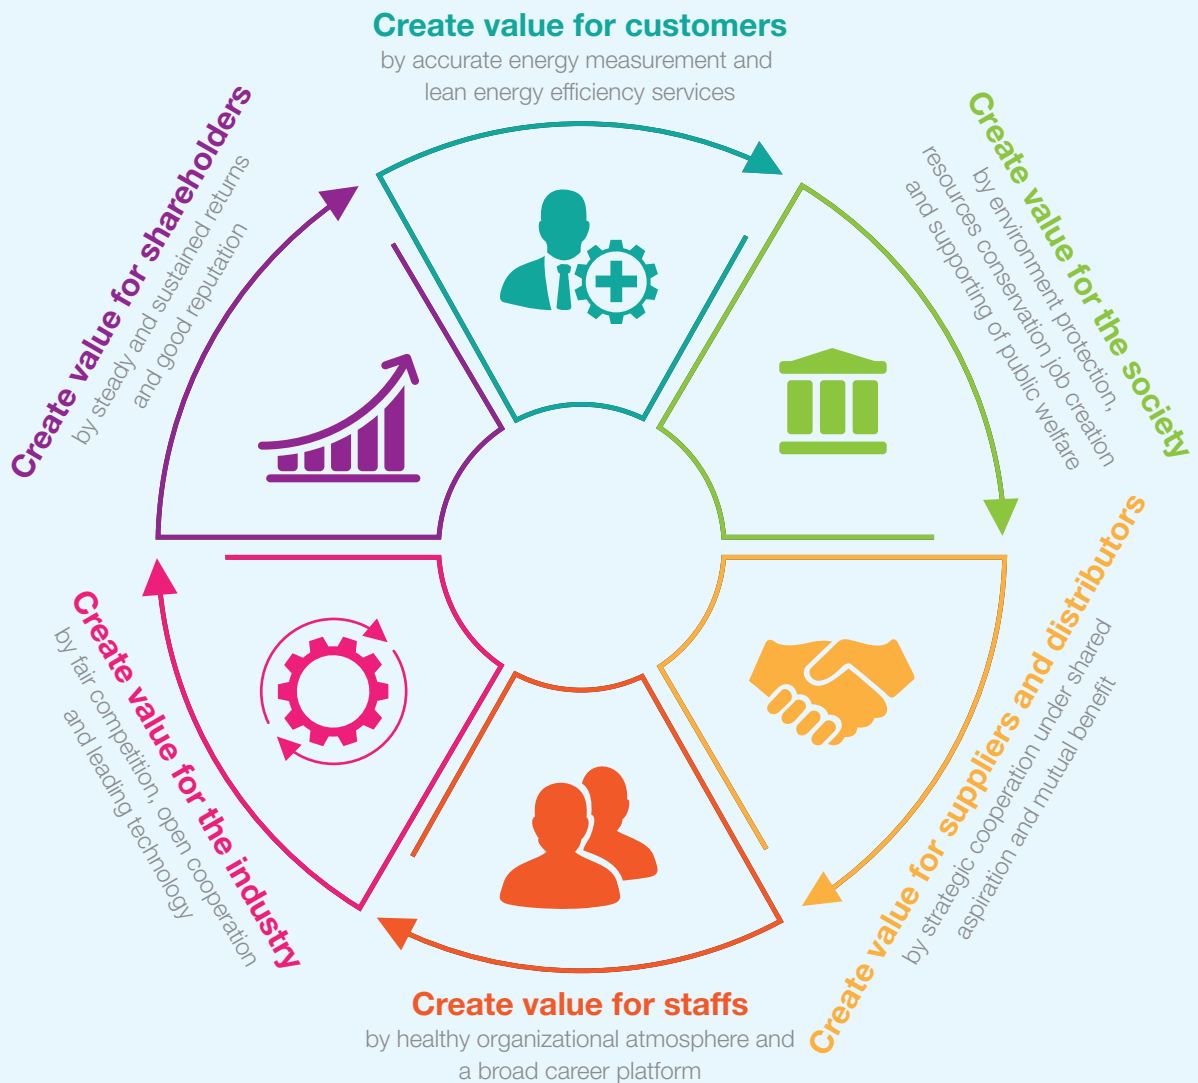 Create value for customers
by accurate energy measurement and
lean energy efficiency services
Create value for the society
by environment protection,
resources conservation job creation
and supporting of public welfare
Create value for suppliers and distributors
by strategic cooperation under shared
aspiration and mutual benefit
Create value for staffs
by healthy organizational atmosphere and
a broad career platform
Create value for the industry
by fair competition, open cooperation
and leading technology
Create value for shareholders
by steady and sustained returns
and good reputation